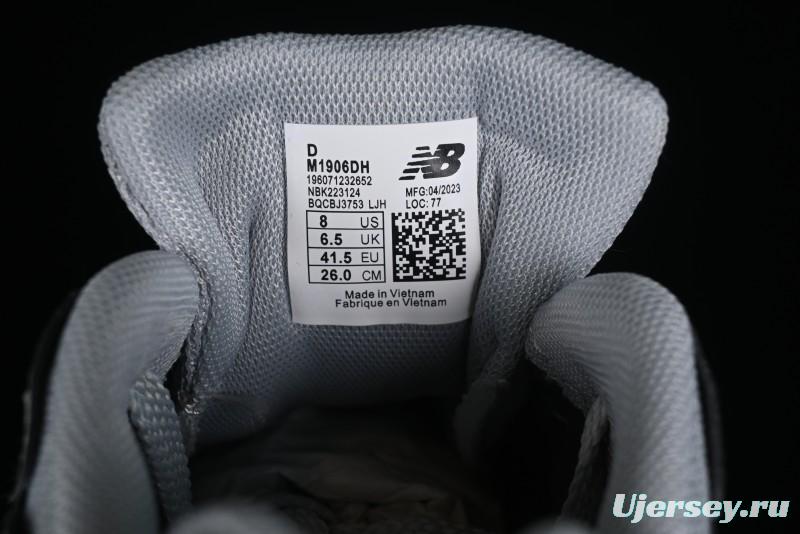 D
M1906DH
196071232652
NBK223124
BQCBJ3753 LJH
NB
MFG:04/2023
LOC: 77
8 US
6.5 UK
41.5 EU
26.0 CM
Made in Vietnam
Fabrique en Vietnam
Ujersey.ru